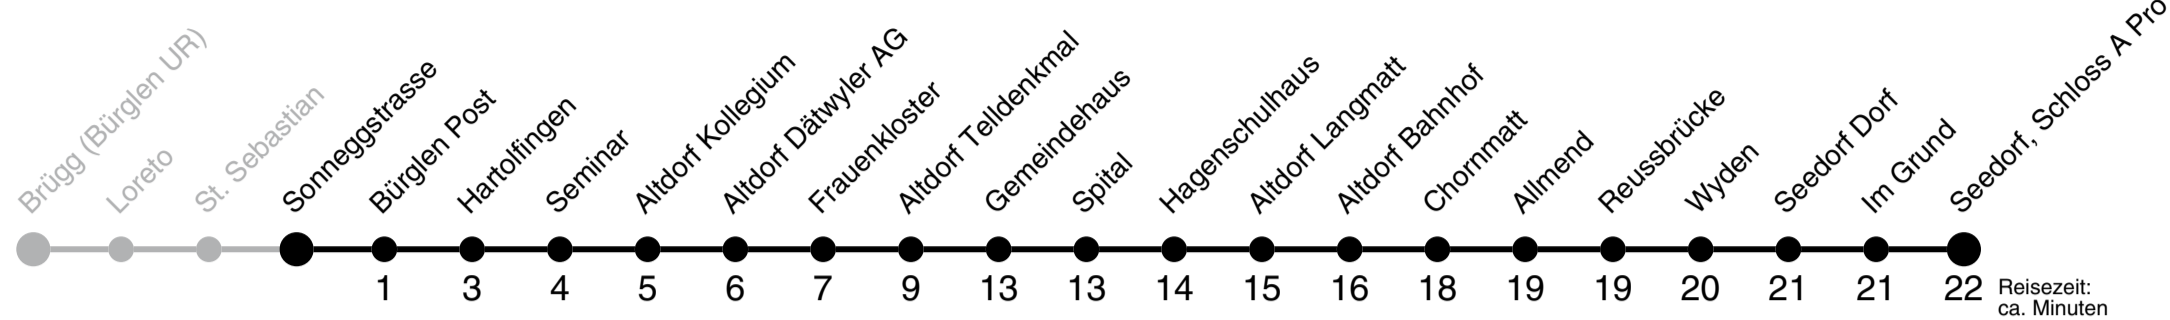 Brügg (Bürglen UR)
Loreto
St. Sebastian
Sonneggstrasse
Bürglen Post
Hartolfingen
Seminar
Altdorf Kollegium
Altdorf Dätwyler AG
Frauenkloster
Altdorf Telldenkmal
Gemeindehaus
Spital
Hagenschulhaus
Altdorf Langmatt
Altdorf Bahnhof
Chornmatt
Allmend
Reussbrücke
Wyden
Seedorf Dorf
Im Grund
Seedorf, Schloss A Pro
1 3 4 5 6 7 9 13 13 14 15 16 18 19 19 20 21 21 22
Reisezeit:
ca. Minuten